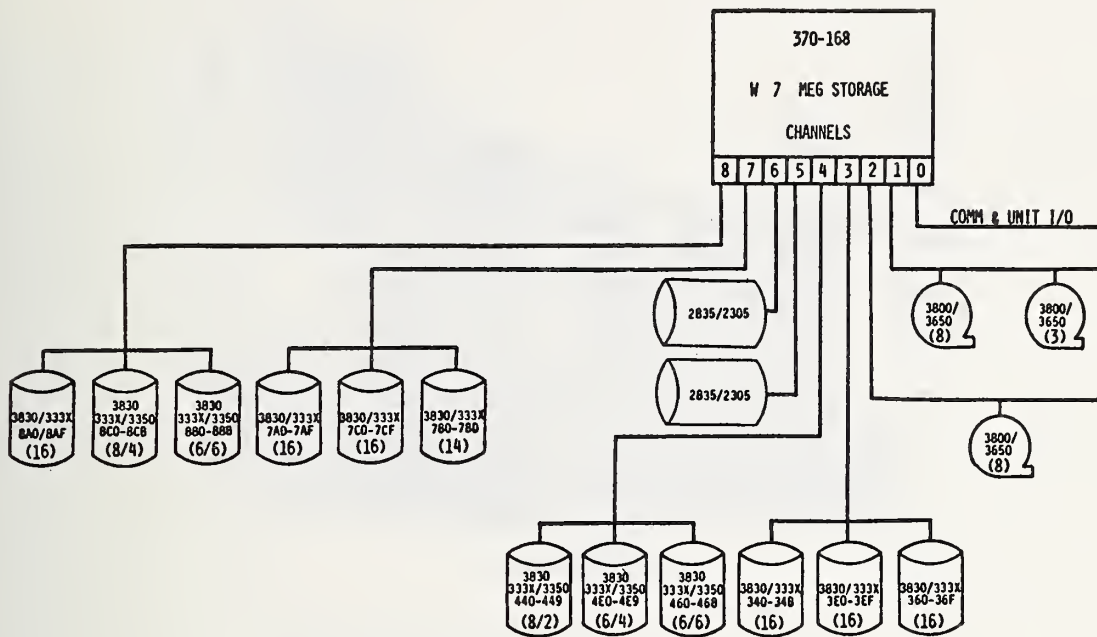 370-168
W 7 MEG STORAGE
CHANNELS
8 7 6 5 4 3 2 1 0
COMM & UNIT I/O
2835/2305
3800/
3650
(8)
3800/
3650
(3)
2835/2305
3830/333X
8A0/8AF
(16)
3830
333X/3350
8C0-8CB
(8/4)
3830
333X/3350
880-88B
(6/6)
3830/333X
7A0-7AF
(16)
3830/333X
7C0-7CF
(16)
3830/333X
780-78D
(14)
3800/
3650
(8)
3830
333X/3350
440-449
(8/2)
3830
333X/3350
4E0-4E9
(6/4)
3830
333X/3350
460-468
(6/6)
3830/333X
340-34B
(16)
3830/333X
3E0-3EF
(16)
3830/333X
360-36F
(16)